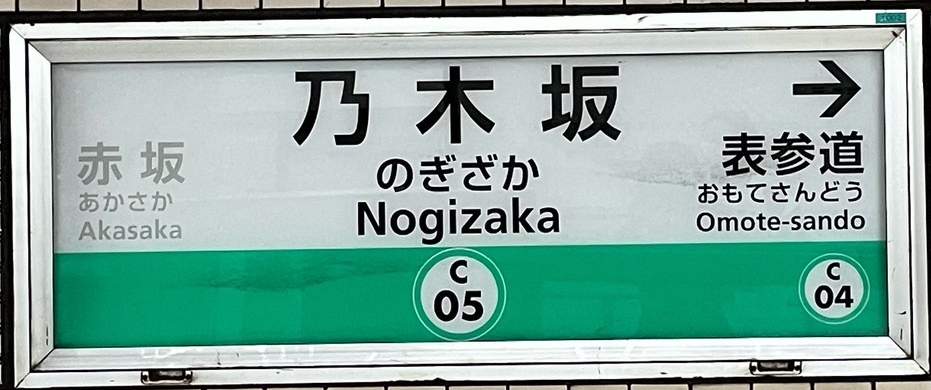 乃木坂
のぎざか
Nogizaka
赤坂
あかさか
Akasaka
→
表参道
おもてさんどう
Omote-sando
C
05
C
04